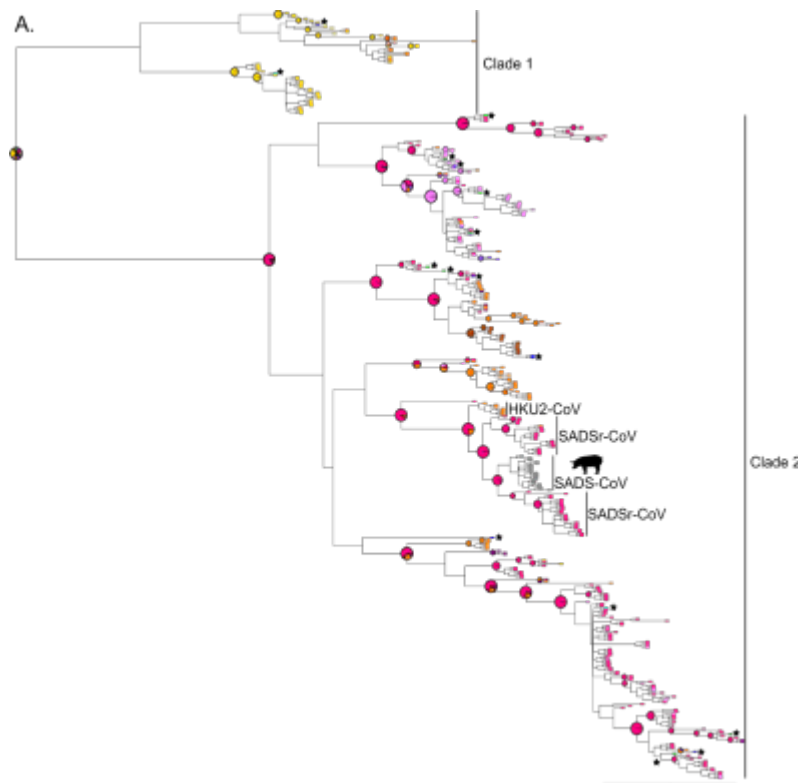 A.
Clade 1
HKU2-CoV
SADSr-CoV
Clade 2
SADS-CoV
SADSr-CoV